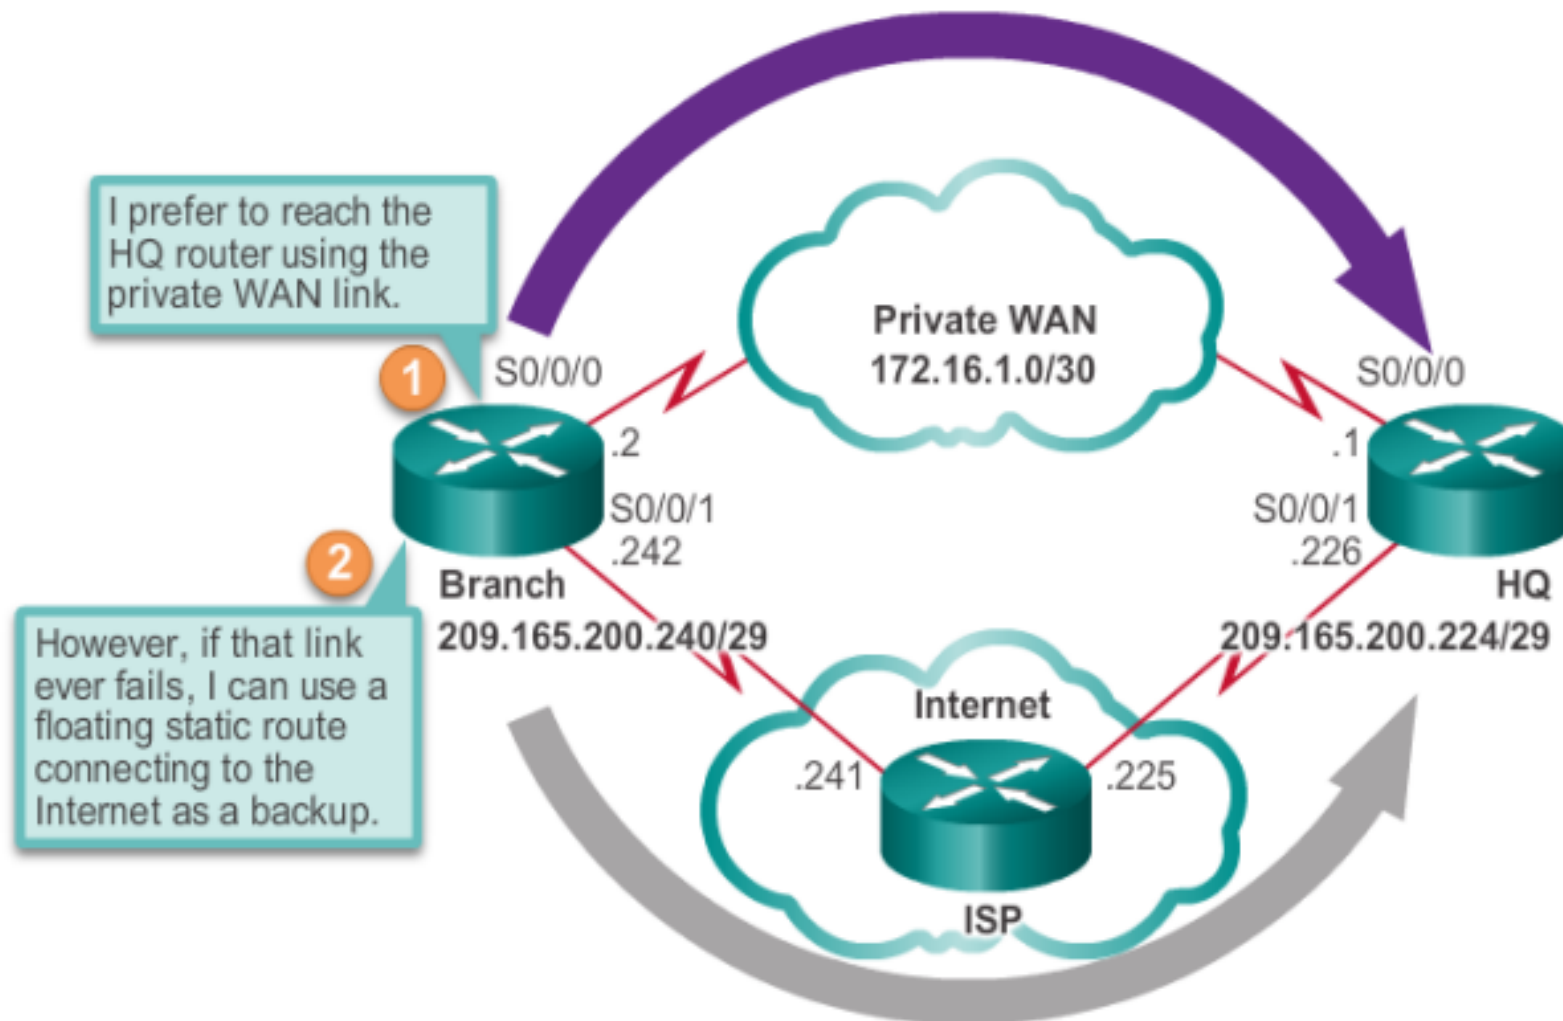 I prefer to reach the
HQ router using the
private WAN link.
1
S0/0/0
Private WAN
172.16.1.0/30
S0/0/0
.2
.1
S0/0/1
.242
S0/0/1
.226
2
Branch
HQ
209.165.200.240/29
209.165.200.224/29
However, if that link
ever fails, I can use a
floating static route
connecting to the
Internet as a backup.
Internet
.241
.225
ISP